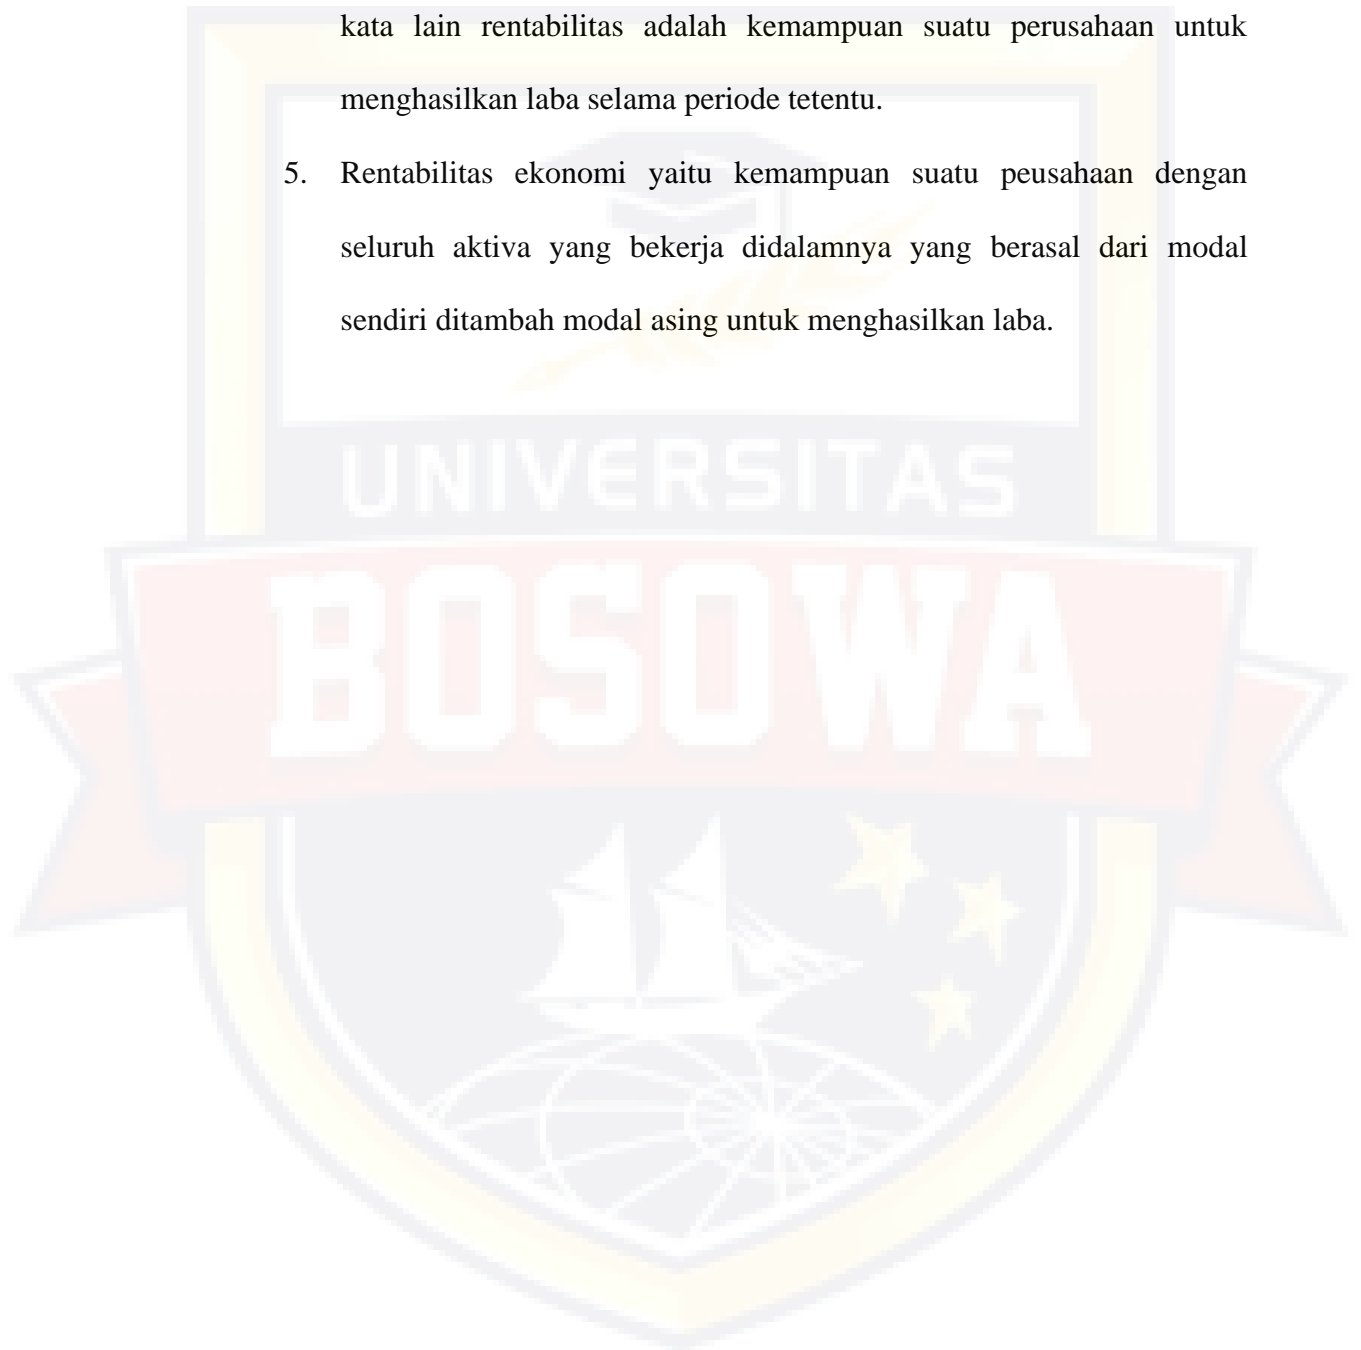 kata lain rentabilitas adalah kemampuan suatu perusahaan untuk
menghasilkan laba selama periode tetentu.
5. Rentabilitas ekonomi yaitu kemampuan suatu peusahaan dengan
seluruh aktiva yang bekerja didalamnya yang berasal dari modal
sendiri ditambah modal asing untuk menghasilkan laba.
UNIVERSITAS
BOSOWA